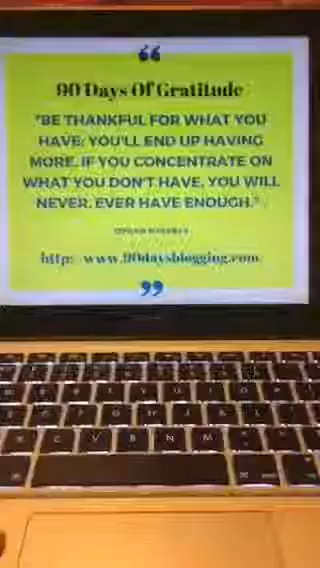 “
90 Days Of Gratitude
"BE THANKFUL FOR WHAT YOU
HAVE; YOU'LL END UP HAVING
MORE. IF YOU CONCENTRATE ON
WHAT YOU DON'T HAVE, YOU WILL
NEVER, EVER HAVE ENOUGH."
http://www.90daysblogging.com
”